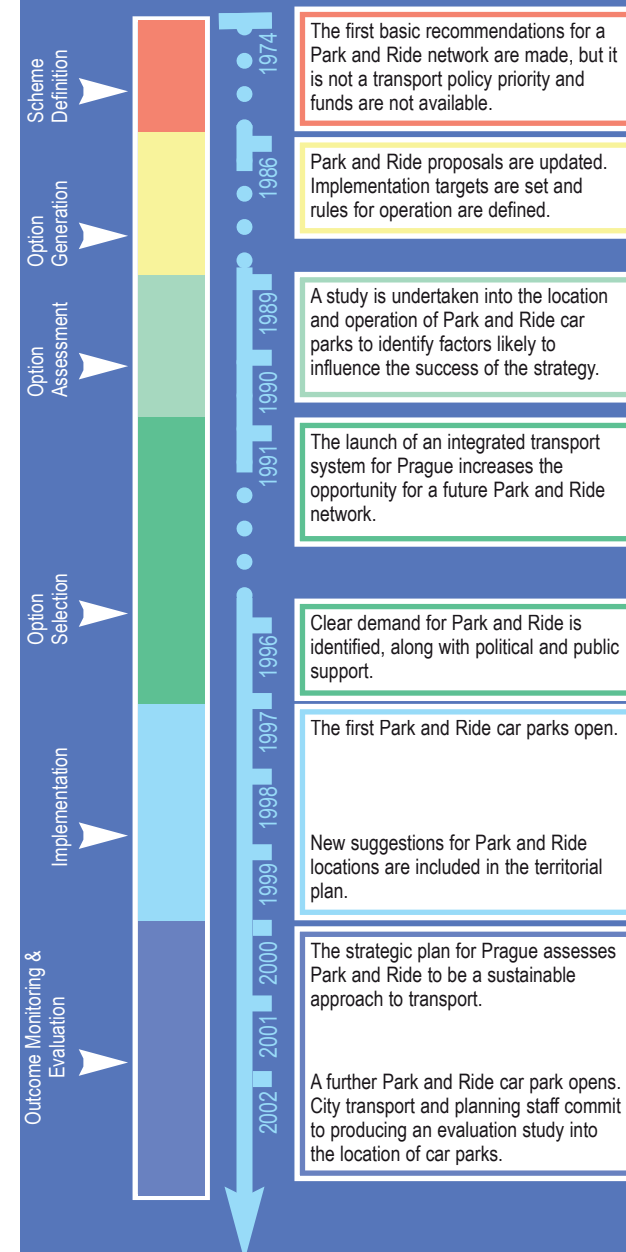 Scheme
Definition
1974
The first basic recommendations for a
Park and Ride network are made, but it
is not a transport policy priority and
funds are not available.
Option
Generation
1986
Park and Ride proposals are updated.
Implementation targets are set and
rules for operation are defined.
Option
Assessment
1989
1990
A study is undertaken into the location
and operation of Park and Ride car
parks to identify factors likely to
influence the success of the strategy.
1991
The launch of an integrated transport
system for Prague increases the
opportunity for a future Park and Ride
network.
Option
Selection
1996
Clear demand for Park and Ride is
identified, along with political and public
support.
Implementation
1997
1998
1999
The first Park and Ride car parks open.
New suggestions for Park and Ride
locations are included in the territorial
plan.
Outcome Monitoring &
Evaluation
2000
2001
2002
The strategic plan for Prague assesses
Park and Ride to be a sustainable
approach to transport.
A further Park and Ride car park opens.
City transport and planning staff commit
to producing an evaluation study into
the location of car parks.